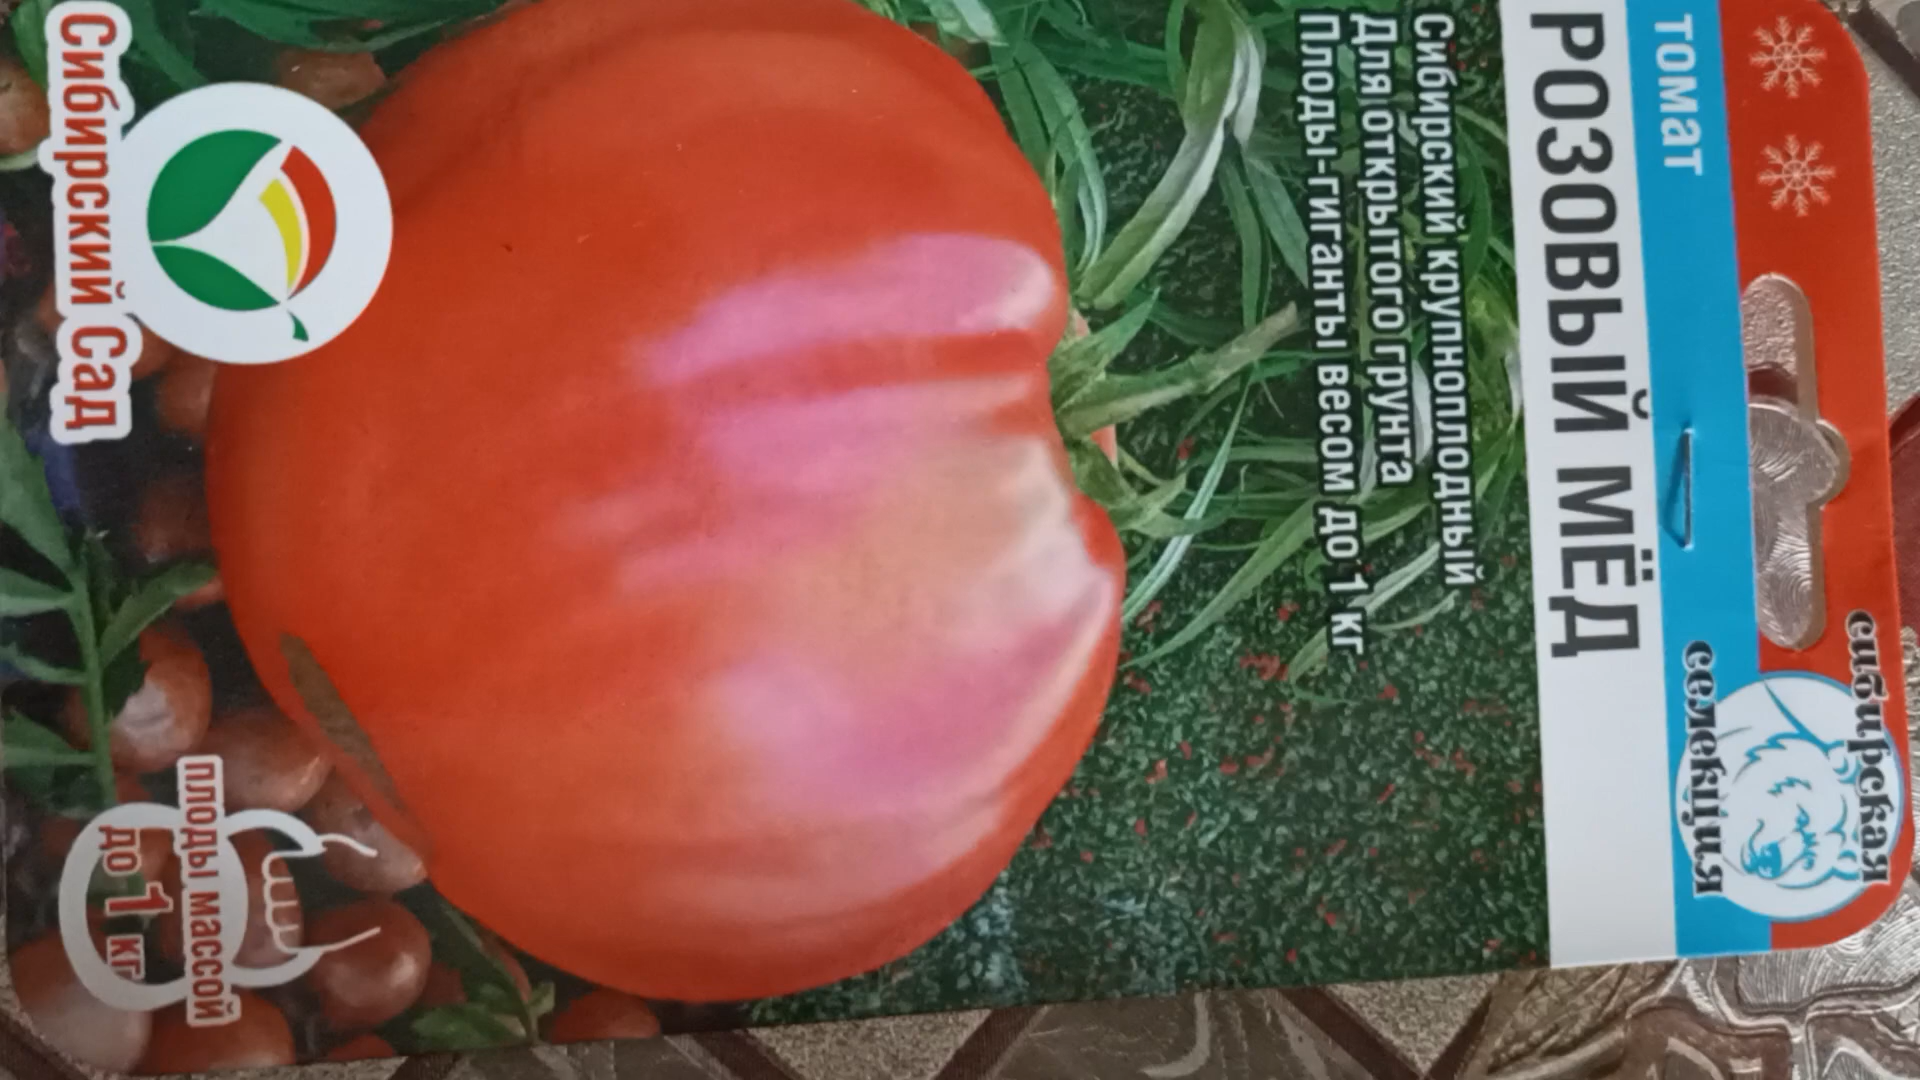 сибирская
селекция
томат
РОЗОВЫЙ МЁД
Сибирский крупноплодный
Для открытого грунта
Плоды-гиганты весом до 1 кг
плоды массой
до 1 кг
Сибирский Сад